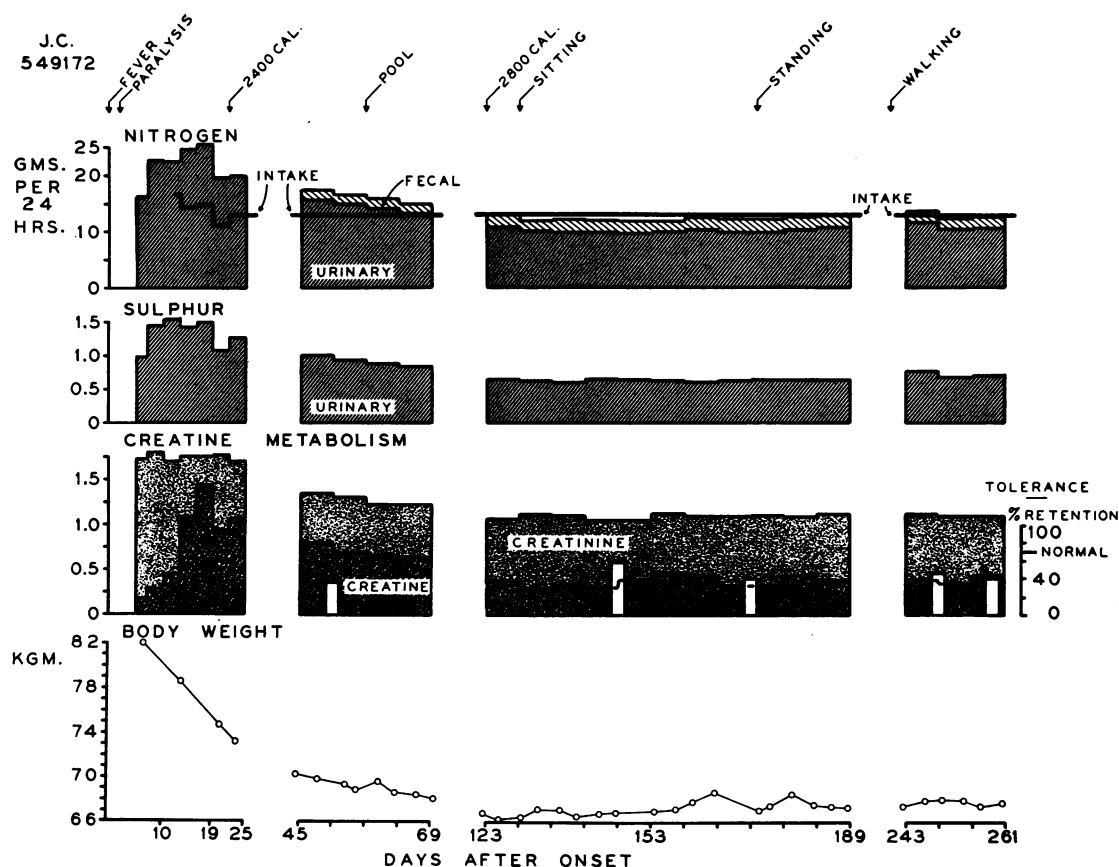 J.C.
549172
FEVER
PARALYSIS
2400 CAL.
POOL
2800 CAL.
SITTING
STANDING
WALKING
NITROGEN
GMS.
PER
24
HRS.
25
20
15
10
5
0
INTAKE
FECAL
URINARY
INTAKE
SULPHUR
1.5
1.0
0.5
0
URINARY
CREATINE METABOLISM
1.5
1.0
0.5
0
CREATININE
CREATINE
TOLERANCE
% RETENTION
100
NORMAL
40
0
BODY WEIGHT
KGM.
82
78
74
70
66
10 19 25 45 69 123 153 189 243 261
DAYS AFTER ONSET